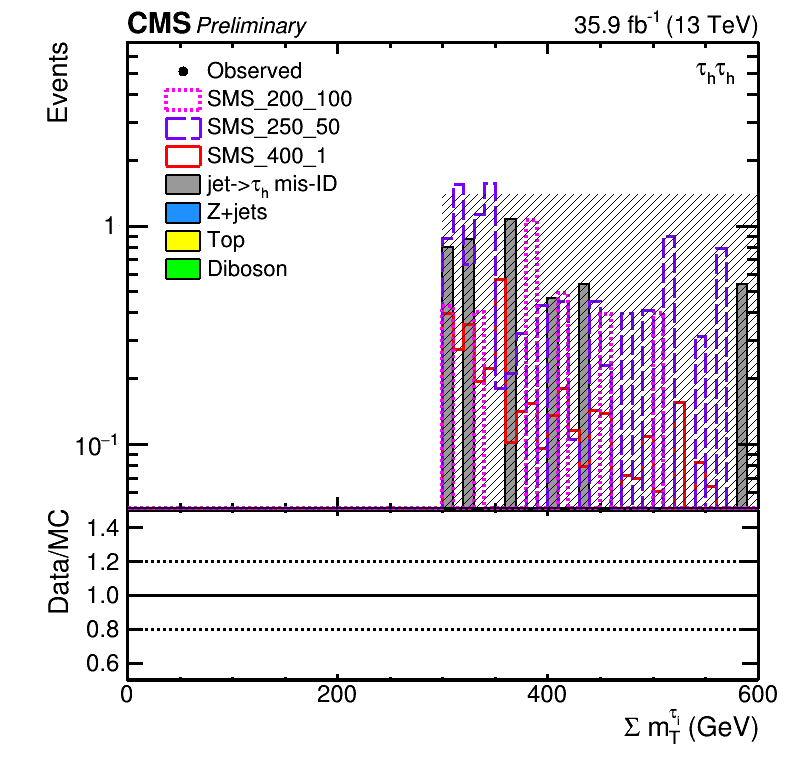 CMS Preliminary 35.9 fb⁻¹ (13 TeV)
Events
τₕτₕ
Observed
SMS_200_100
SMS_250_50
SMS_400_1
jet->τₕ mis-ID
Z+jets
Top
Diboson
1
10⁻¹
Data/MC
1.4
1.2
1.0
0.8
0.6
0 200 400 600
Σ m_T^{τ_i} (GeV)